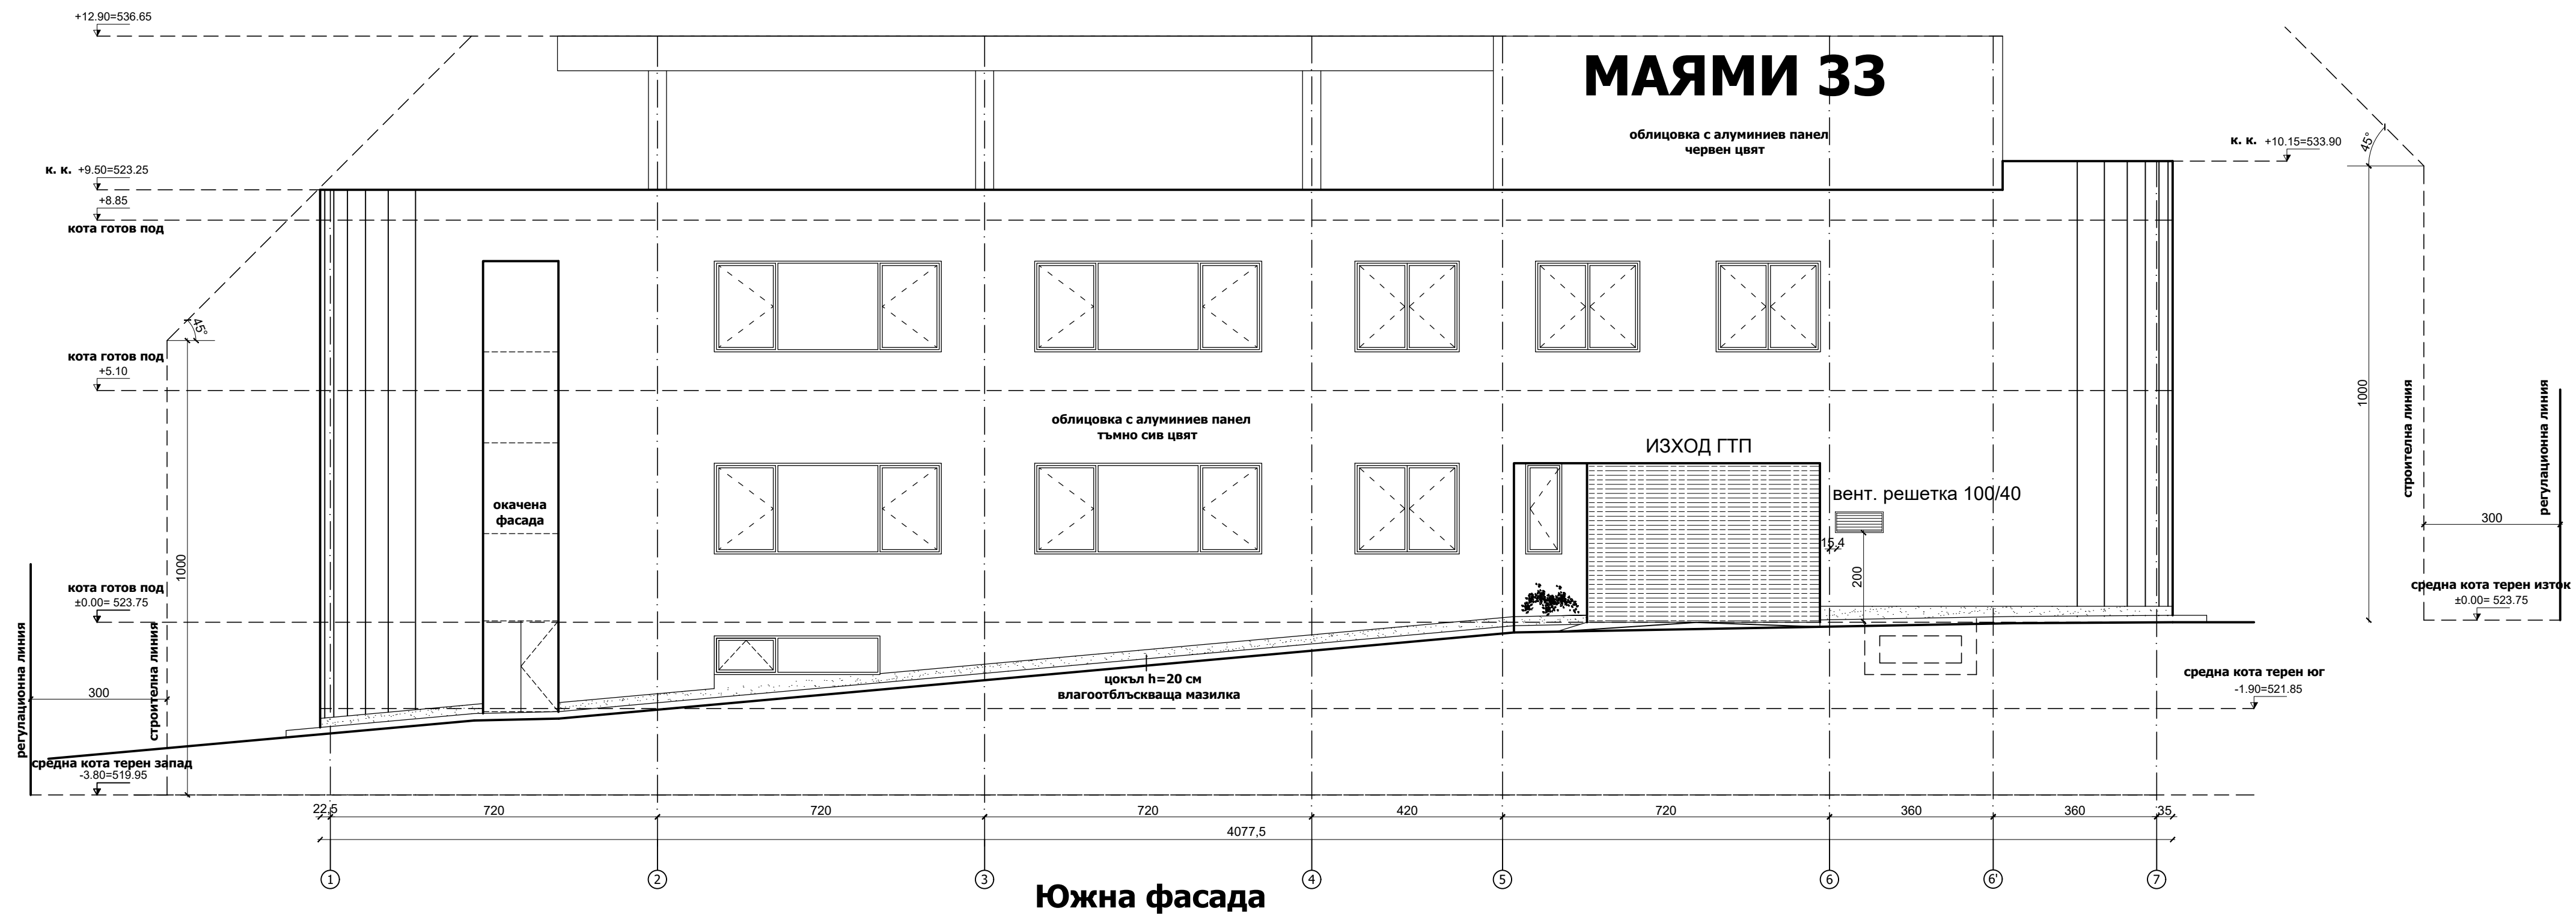 +12.90=536.65
МАЯМИ 33
облицовка с алуминиев панел
червен цвят
к. к. +9.50=523.25
к. к. +10.15=533.90
45°
+8.85
кота готов под
45°
кота готов под
+5.10
1000
строителна линия
регулационна линия
облицовка с алуминиев панел
тъмно сив цвят
ИЗХОД ГТП
вент. решетка 100/40
окачена
фасада
300
15,4
200
1000
кота готов под
±0.00= 523.75
средна кота терен изток
±0.00= 523.75
регулационна линия
строителна линия
300
цокъл h=20 см
влагоотблъскваща мазилка
средна кота терен юг
-1.90=521.85
средна кота терен запад
-3.80=519.95
22,5 720 720 720 420 720 360 360 35
4077,5
1 2 3 4 5 6 6' 7
Южна фасада